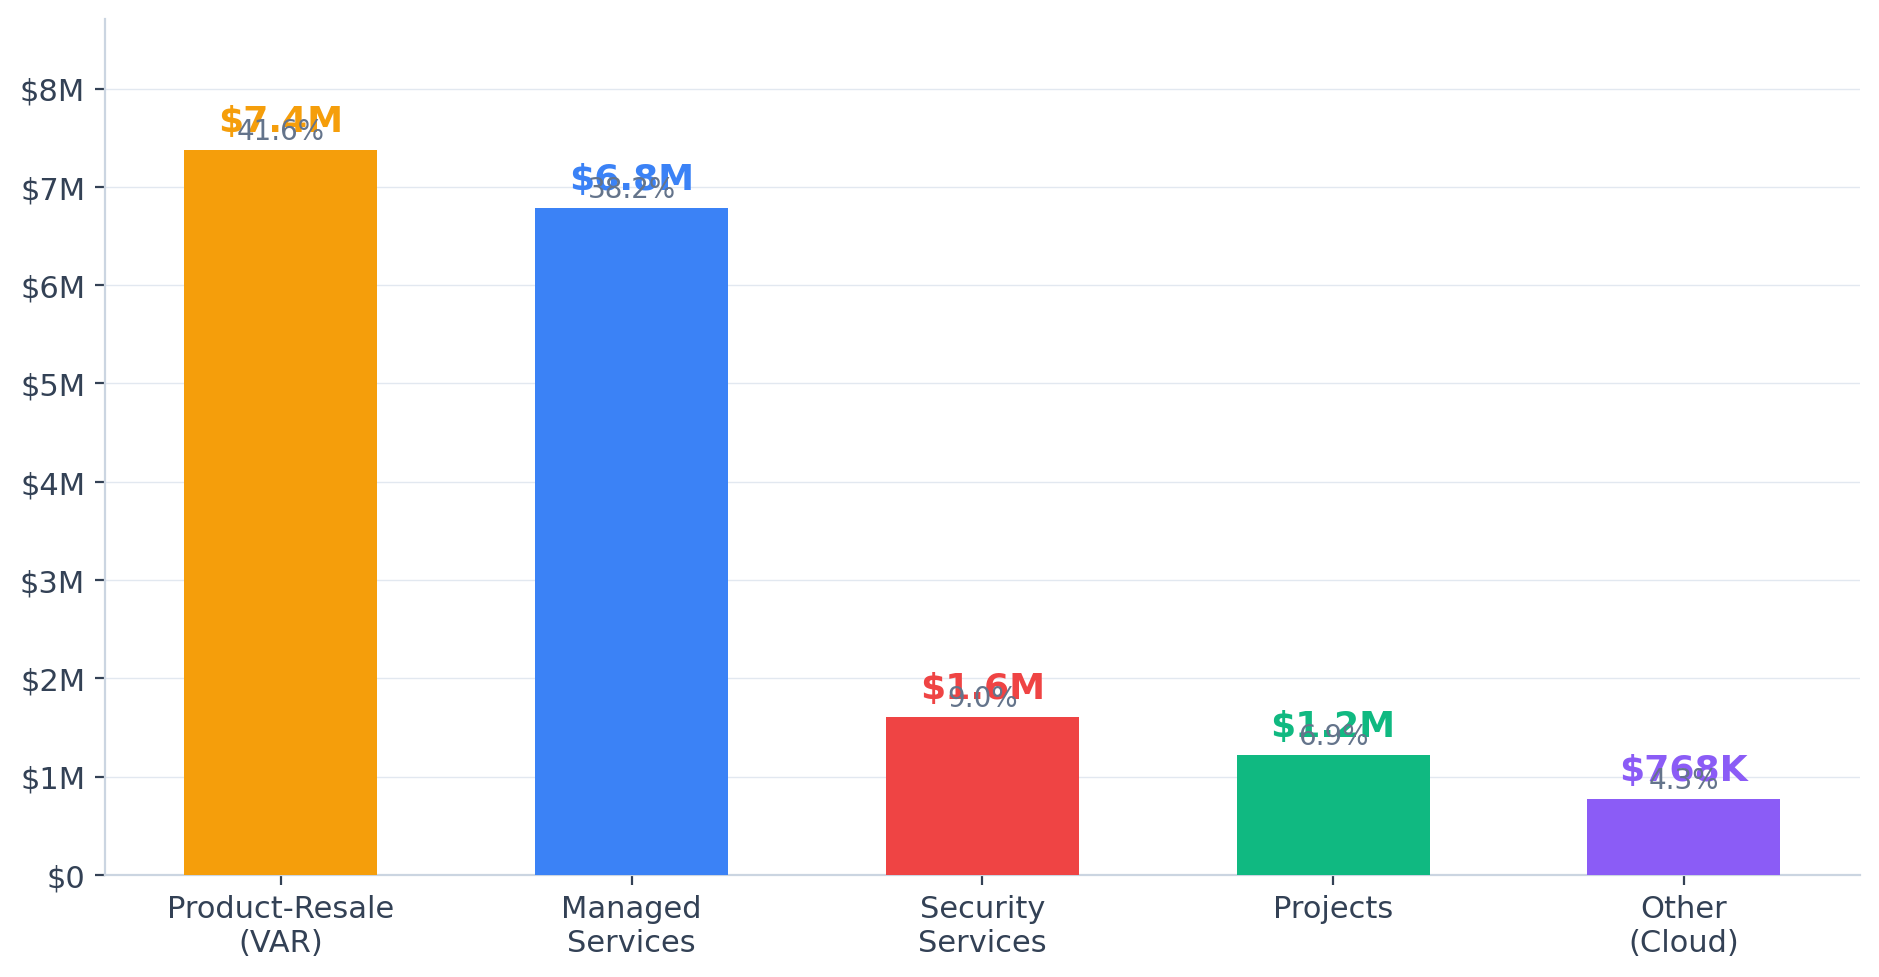 $8M
$7M
$6M
$5M
$4M
$3M
$2M
$1M
$0
$7.4M
41.6%
$6.8M
38.2%
$1.6M
9.0%
$1.2M
6.9%
$768K
4.3%
Product-Resale
(VAR)
Managed
Services
Security
Services
Projects
Other
(Cloud)